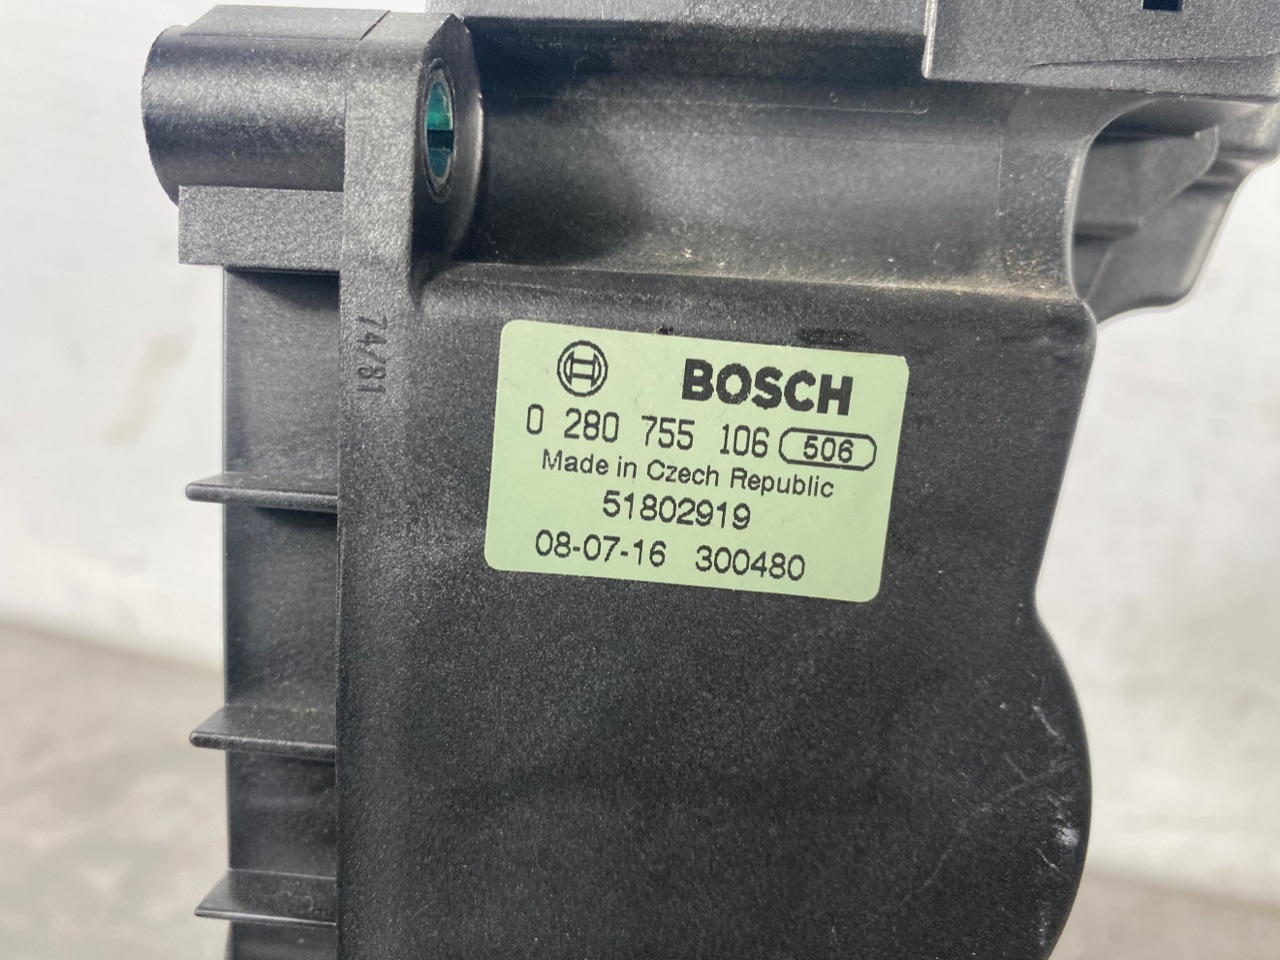 74/81
BOSCH
0 280 755 106 506
Made in Czech Republic
51802919
08-07-16 300480